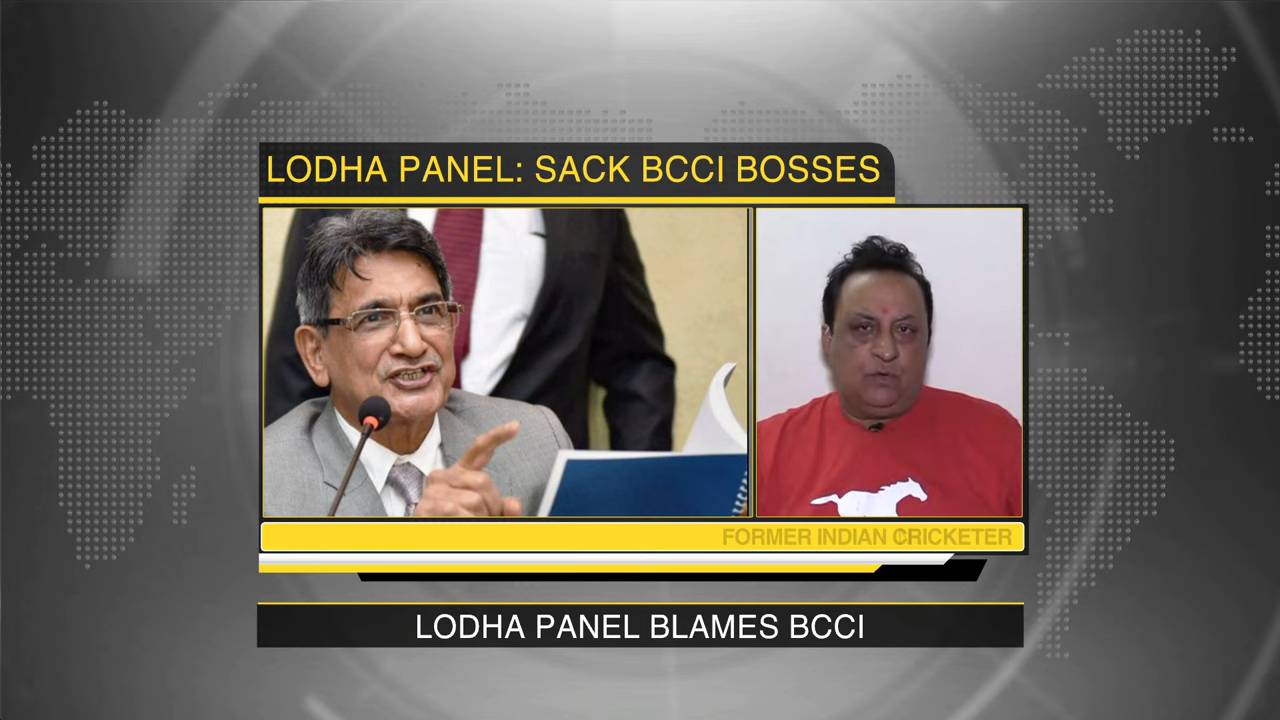 LODHA PANEL: SACK BCCI BOSSES
FORMER INDIAN CRICKETER
LODHA PANEL BLAMES BCCI